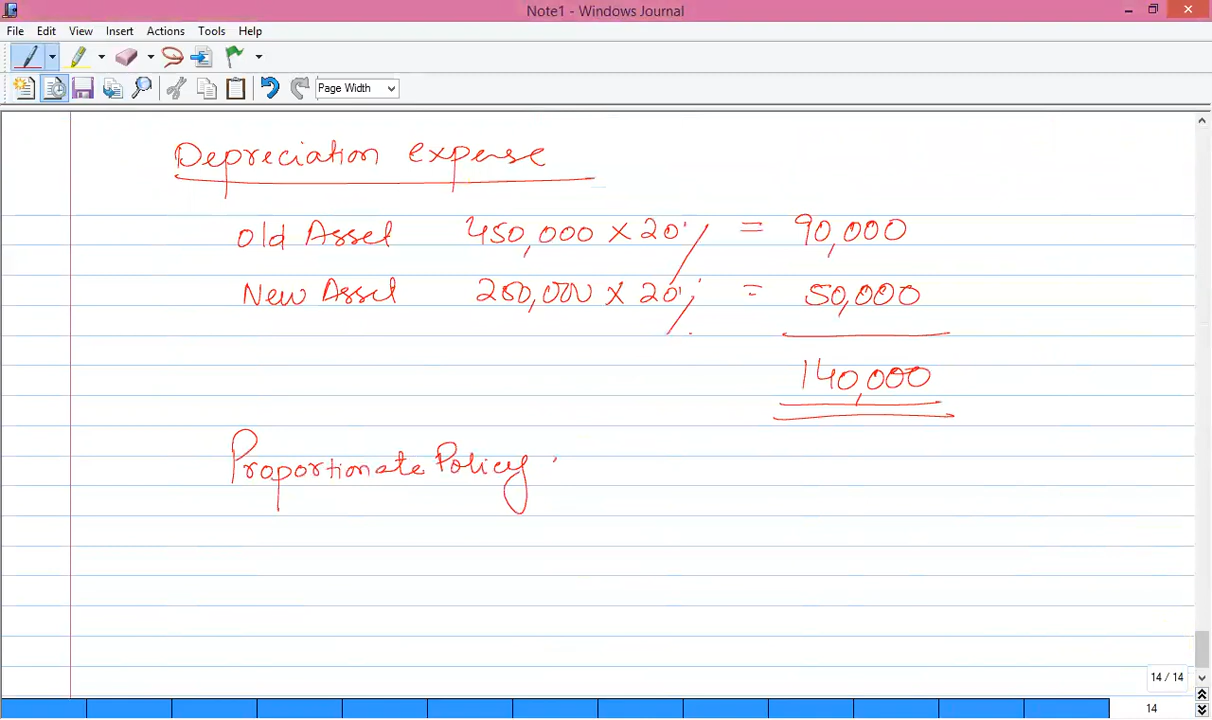 Note1 - Windows Journal
File Edit View Insert Actions Tools Help
Page Width
Depreciation expense
Old Asset 450,000 × 20% = 90,000
New Asset 250,000 × 20% = 50,000
140,000
Proportionate Policy
14 / 14
14